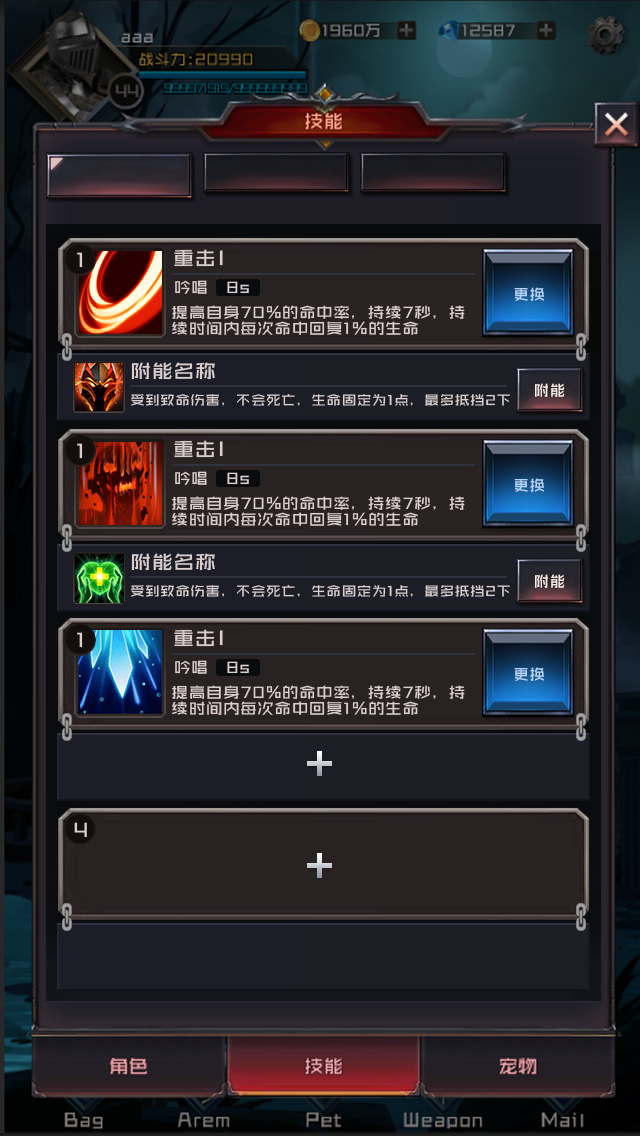 aaa
1960万
12587
战斗力:20990
44
技能
1
重击1
吟唱 8s
更换
提高自身70%的命中率，持续7秒，持
续时间内每次命中回复1%的生命
附能名称
受到致命伤害，不会死亡，生命固定为1点，最多抵挡2下
附能
1
重击1
吟唱 8s
更换
提高自身70%的命中率，持续7秒，持
续时间内每次命中回复1%的生命
附能名称
受到致命伤害，不会死亡，生命固定为1点，最多抵挡2下
附能
1
重击1
吟唱 8s
更换
提高自身70%的命中率，持续7秒，持
续时间内每次命中回复1%的生命
4
角色
技能
宠物
Bag
Arem
Pet
Weapon
Mail